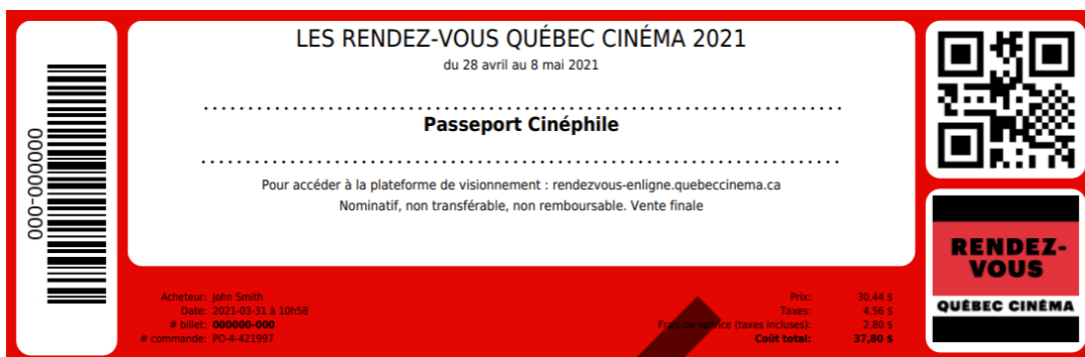 000-000000
LES RENDEZ-VOUS QUÉBEC CINÉMA 2021
du 28 avril au 8 mai 2021
Passeport Cinéphile
Pour accéder à la plateforme de visionnement : rendezvous-enligne.quebeccinema.ca
Nominatif, non transférable, non remboursable. Vente finale
Acheteur: John Smith
Date: 2021-03-31 à 10h58
# billet: 000000-000
# commande: PO-4-421997
Prix: 30,44 $
Taxes: 4,56 $
Frais de service (taxes incluses): 2,80 $
Coût total: 37,80 $
RENDEZ-
VOUS
QUÉBEC CINÉMA